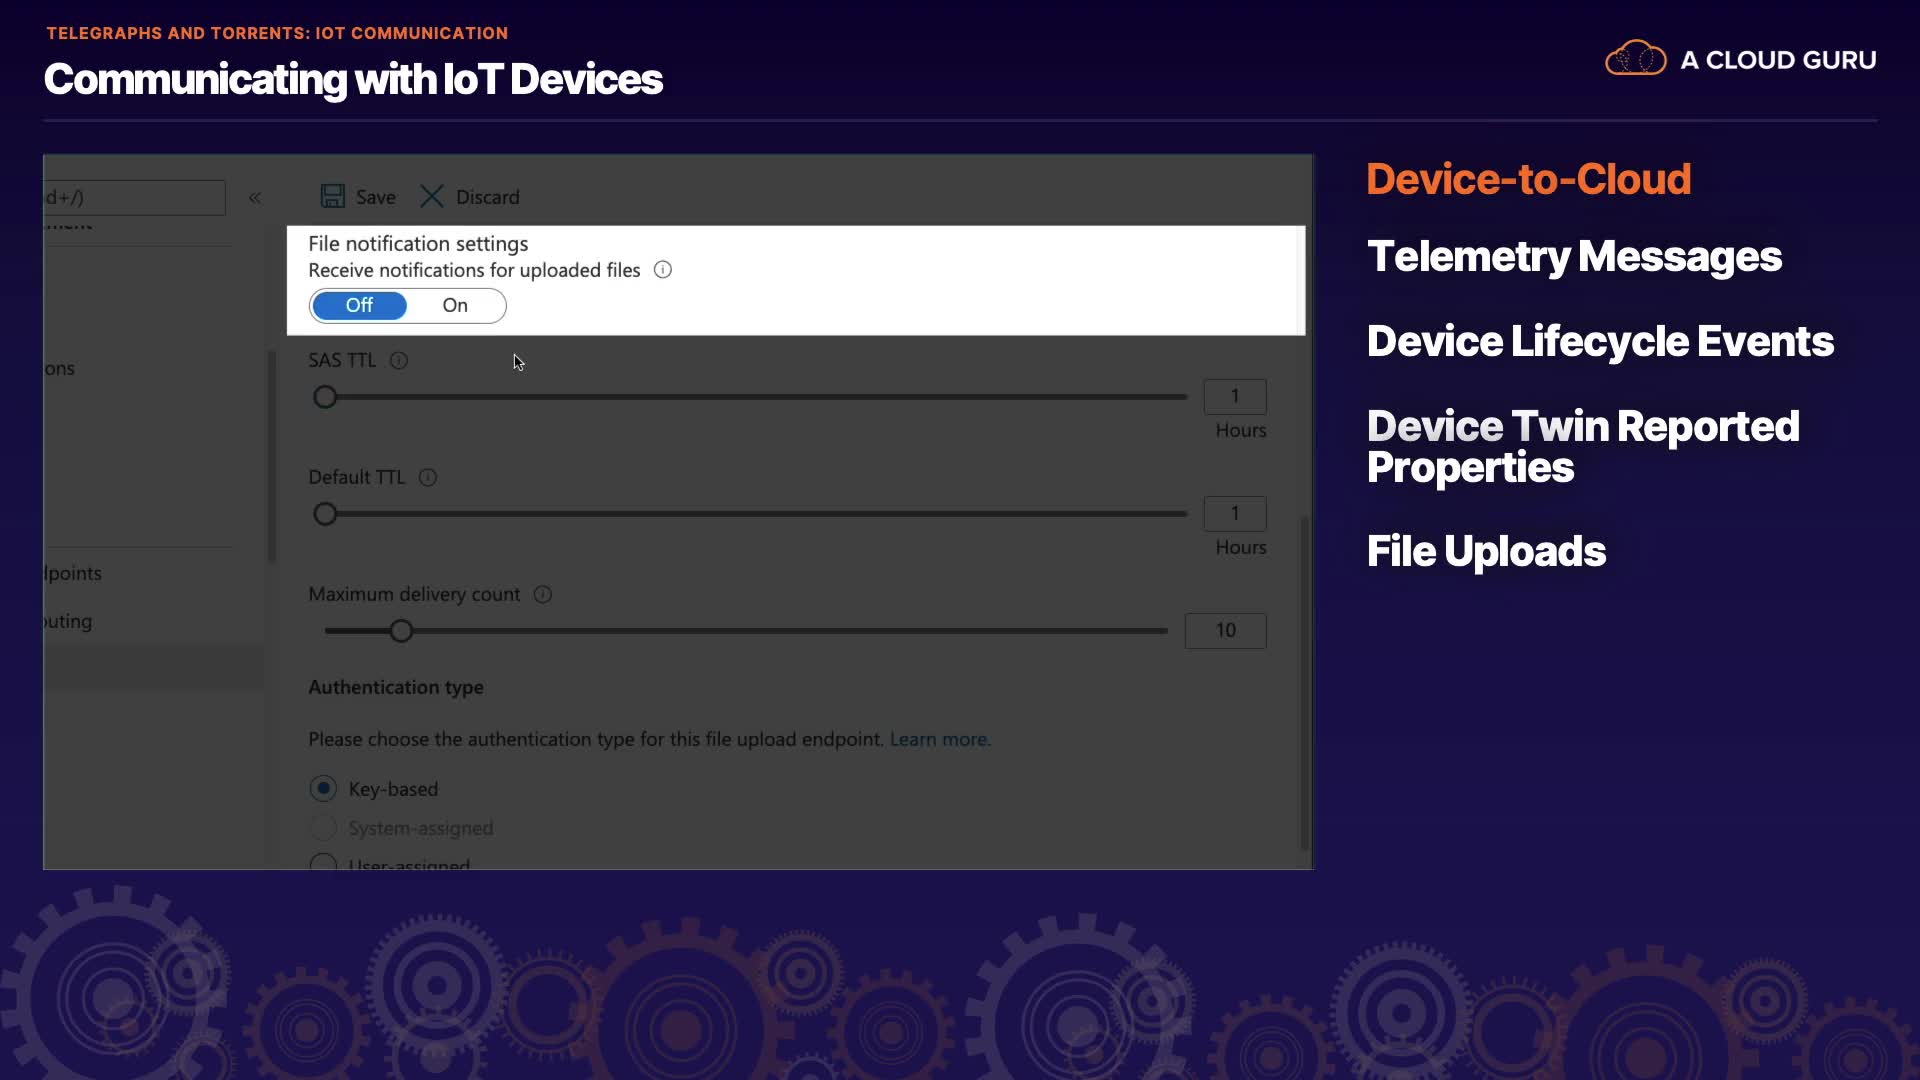 TELEGRAPHS AND TORRENTS: IOT COMMUNICATION
Communicating with IoT Devices
A CLOUD GURU
d+/)
«
Save
Discard
File notification settings
Receive notifications for uploaded files
Off
On
SAS TTL
1
Hours
ons
Default TTL
1
Hours
lpoints
Maximum delivery count
10
outing
Authentication type
Please choose the authentication type for this file upload endpoint. Learn more.
Key-based
System-assigned
User-assigned
Device-to-Cloud
Telemetry Messages
Device Lifecycle Events
Device Twin Reported
Properties
File Uploads